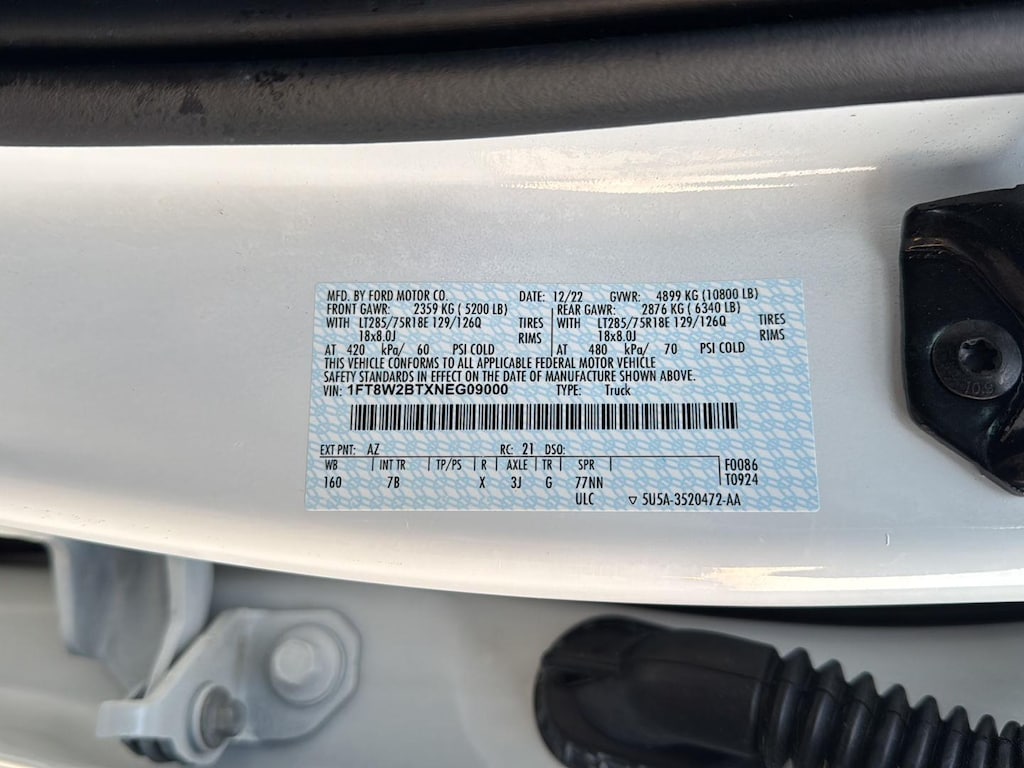 MFD. BY FORD MOTOR CO. DATE: 12/22 GVWR: 4899 KG (10800 LB)
FRONT GAWR: 2359 KG ( 5200 LB) REAR GAWR: 2876 KG ( 6340 LB)
WITH LT285/75R18E 129/126Q TIRES WITH LT285/75R18E 129/126Q TIRES
18x8.0J RIMS 18x8.0J RIMS
AT 420 kPa/ 60 PSI COLD AT 480 kPa/ 70 PSI COLD
THIS VEHICLE CONFORMS TO ALL APPLICABLE FEDERAL MOTOR VEHICLE
SAFETY STANDARDS IN EFFECT ON THE DATE OF MANUFACTURE SHOWN ABOVE.
VIN: 1FT8W2BTXNEG09000 TYPE: Truck
EXT PNT: AZ RC: 21 DSO:
WB INT TR TP/PS R AXLE TR SPR F0086
160 7B X 3J G 77NN T0924
ULC ▽ 5U5A-3520472-AA
10.9